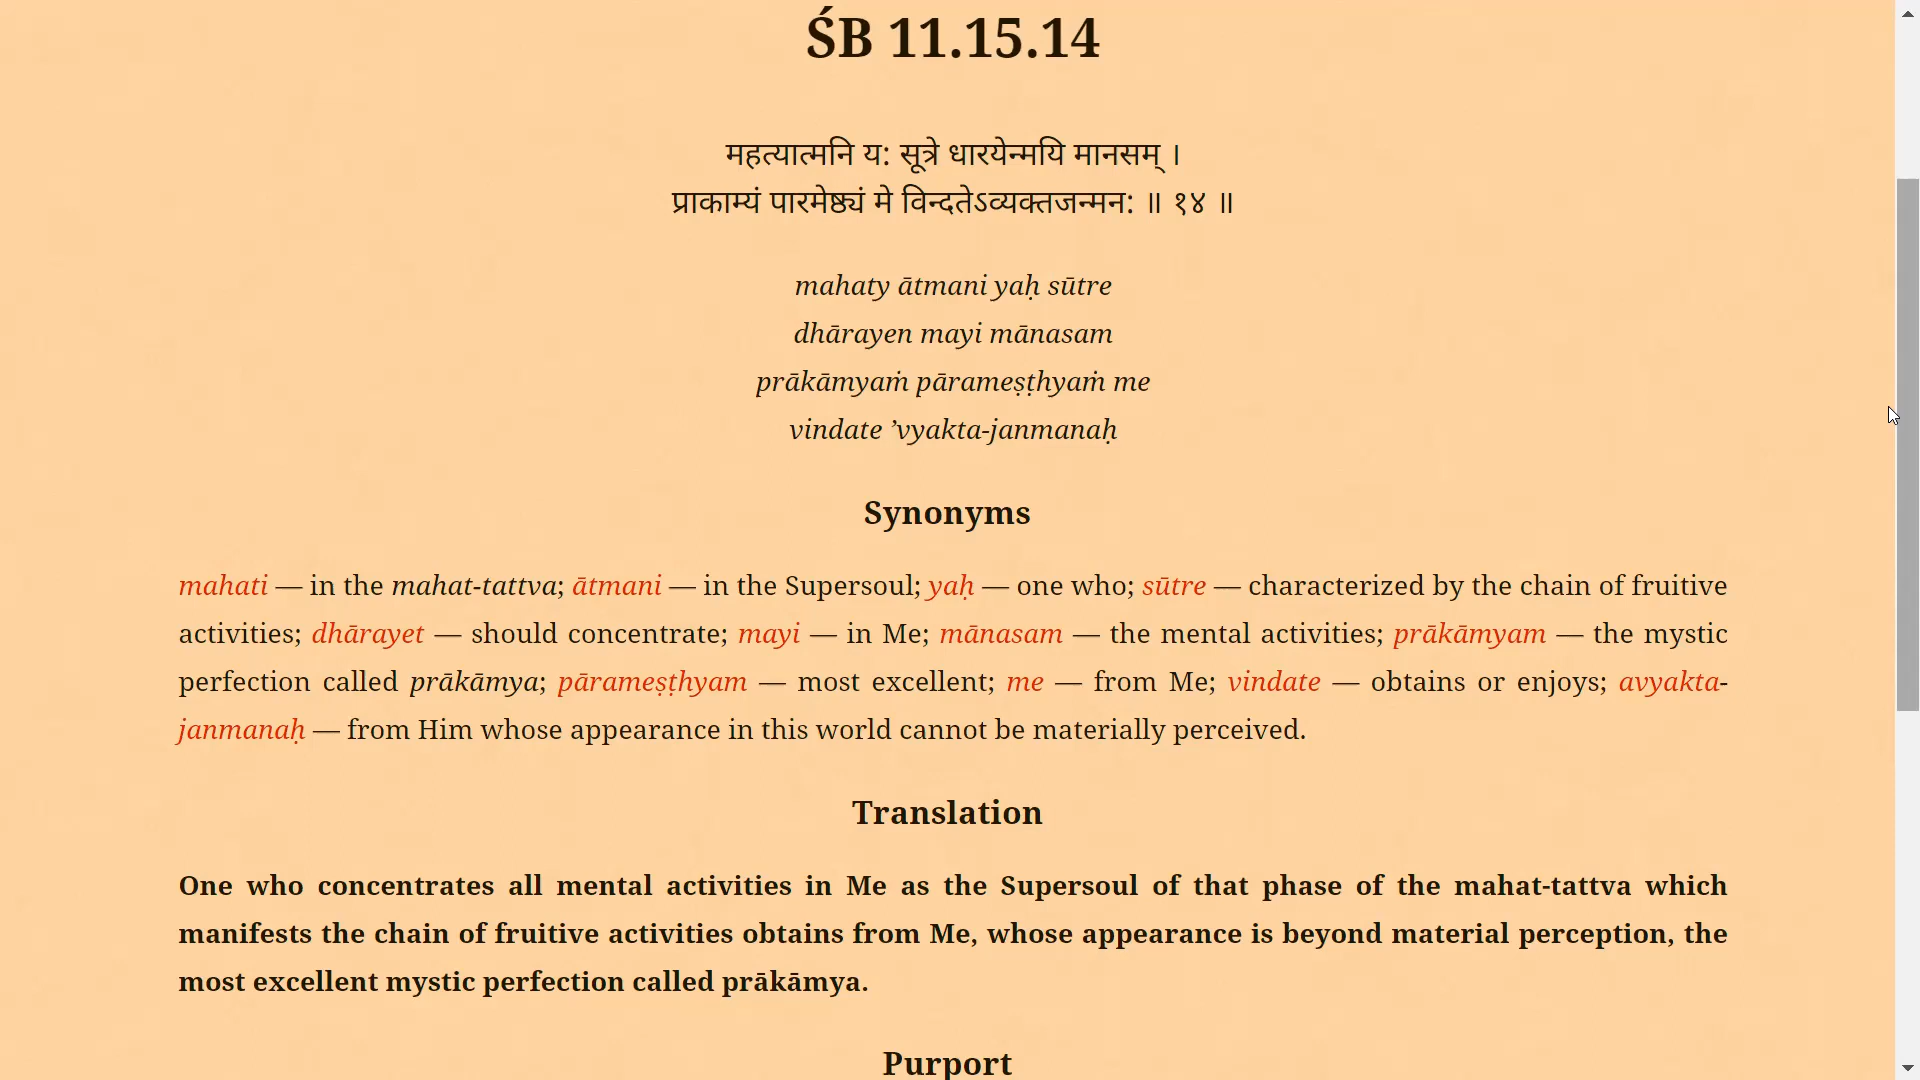 ŚB 11.15.14
महत्यात्मनि य: सूत्रे धारयेन्मयि मानसम् ।
प्राकाम्यं पारमेष्ठ्यं मे विन्दतेऽव्यक्तजन्मन: ॥ १४ ॥
mahaty ātmani yaḥ sūtre
dhārayen mayi mānasam
prākāmyaṁ pārameṣṭhyaṁ me
vindate ’vyakta-janmanaḥ
Synonyms
mahati — in the mahat-tattva; ātmani — in the Supersoul; yaḥ — one who; sūtre — characterized by the chain of fruitive
activities; dhārayet — should concentrate; mayi — in Me; mānasam — the mental activities; prākāmyam — the mystic
perfection called prākāmya; pārameṣṭhyam — most excellent; me — from Me; vindate — obtains or enjoys; avyakta-
janmanaḥ — from Him whose appearance in this world cannot be materially perceived.
Translation
One who concentrates all mental activities in Me as the Supersoul of that phase of the mahat-tattva which
manifests the chain of fruitive activities obtains from Me, whose appearance is beyond material perception, the
most excellent mystic perfection called prākāmya.
Purport